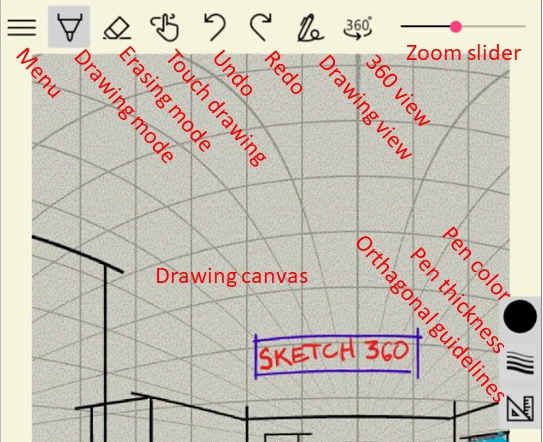 360°
Zoom slider
Menu
Drawing mode
Erasing mode
Touch drawing
Undo
Redo
Drawing view
360 view
Drawing canvas
Pen color
Pen thickness
Orthagonal guidelines
SKETCH 360